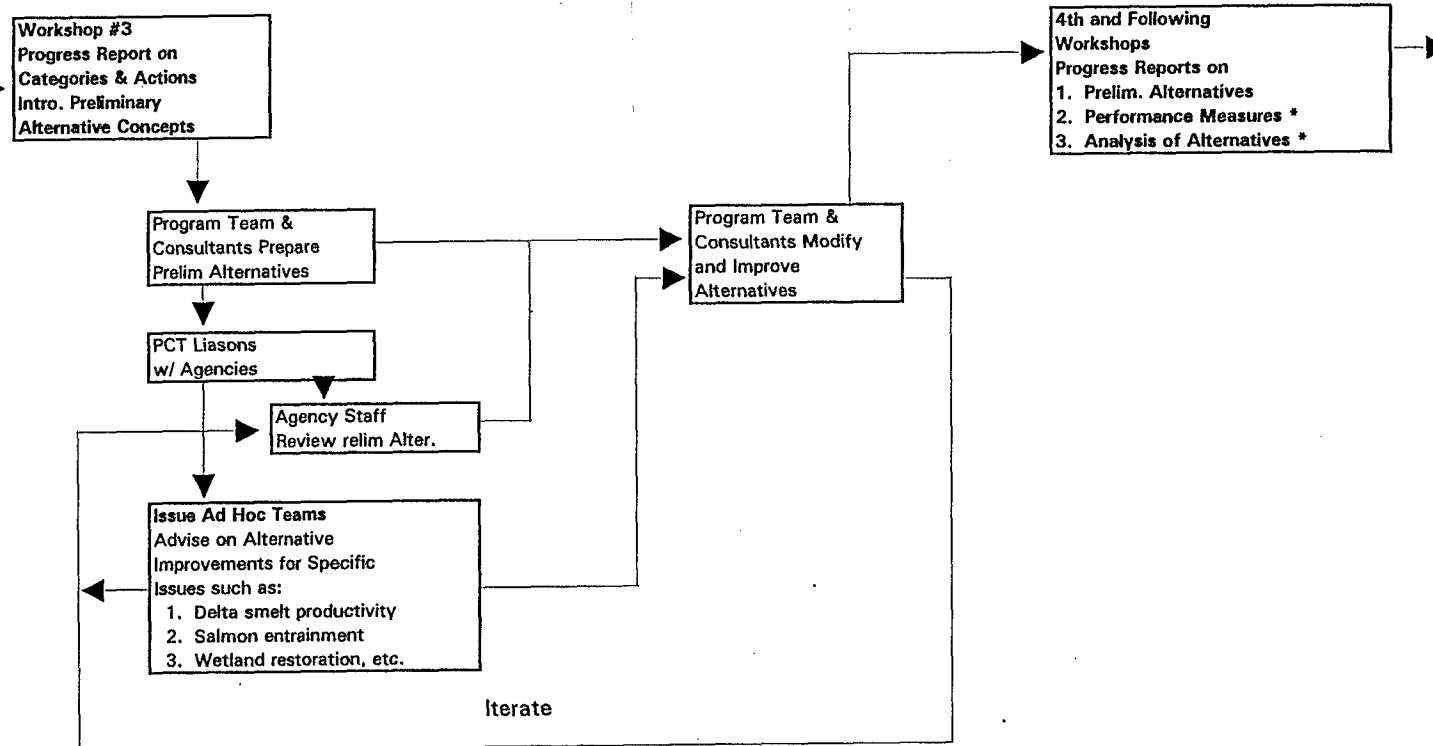 Workshop #3
Progress Report on
Categories & Actions
Intro. Preliminary
Alternative Concepts
4th and Following
Workshops
Progress Reports on
1. Prelim. Alternatives
2. Performance Measures *
3. Analysis of Alternatives *
Program Team &
Consultants Prepare
Prelim Alternatives
Program Team &
Consultants Modify
and Improve
Alternatives
PCT Liasons
w/ Agencies
Agency Staff
Review relim Alter.
Issue Ad Hoc Teams
Advise on Alternative
Improvements for Specific
Issues such as:
1. Delta smelt productivity
2. Salmon entrainment
3. Wetland restoration, etc.
Iterate